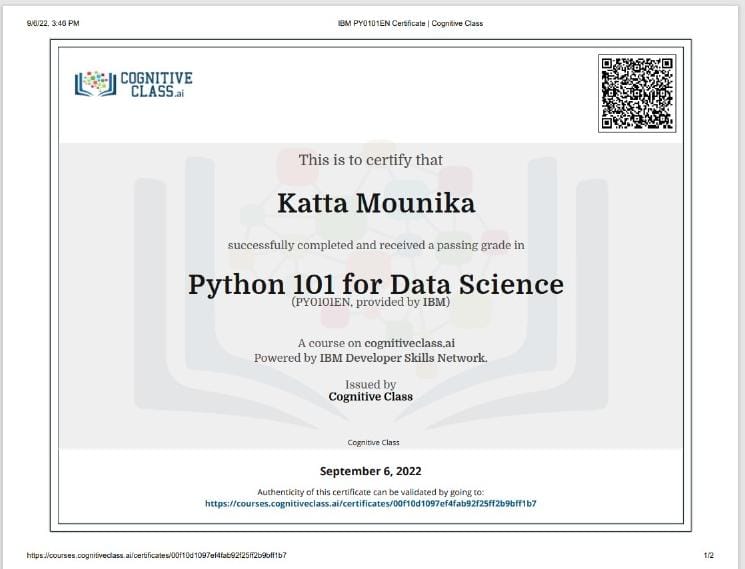 9/6/22, 3:46 PM
IBM PY0101EN Certificate | Cognitive Class
COGNITIVE
CLASS.ai
This is to certify that
Katta Mounika
successfully completed and received a passing grade in
Python 101 for Data Science
(PY0101EN, provided by IBM)
A course on cognitiveclass.ai
Powered by IBM Developer Skills Network.
Issued by
Cognitive Class
Cognitive Class
September 6, 2022
Authenticity of this certificate can be validated by going to:
https://courses.cognitiveclass.ai/certificates/00f10d1097ef4fab92f25ff2b9bff1b7
https://courses.cognitiveclass.ai/certificates/00f10d1097ef4fab92f25ff2b9bff1b7
1/2